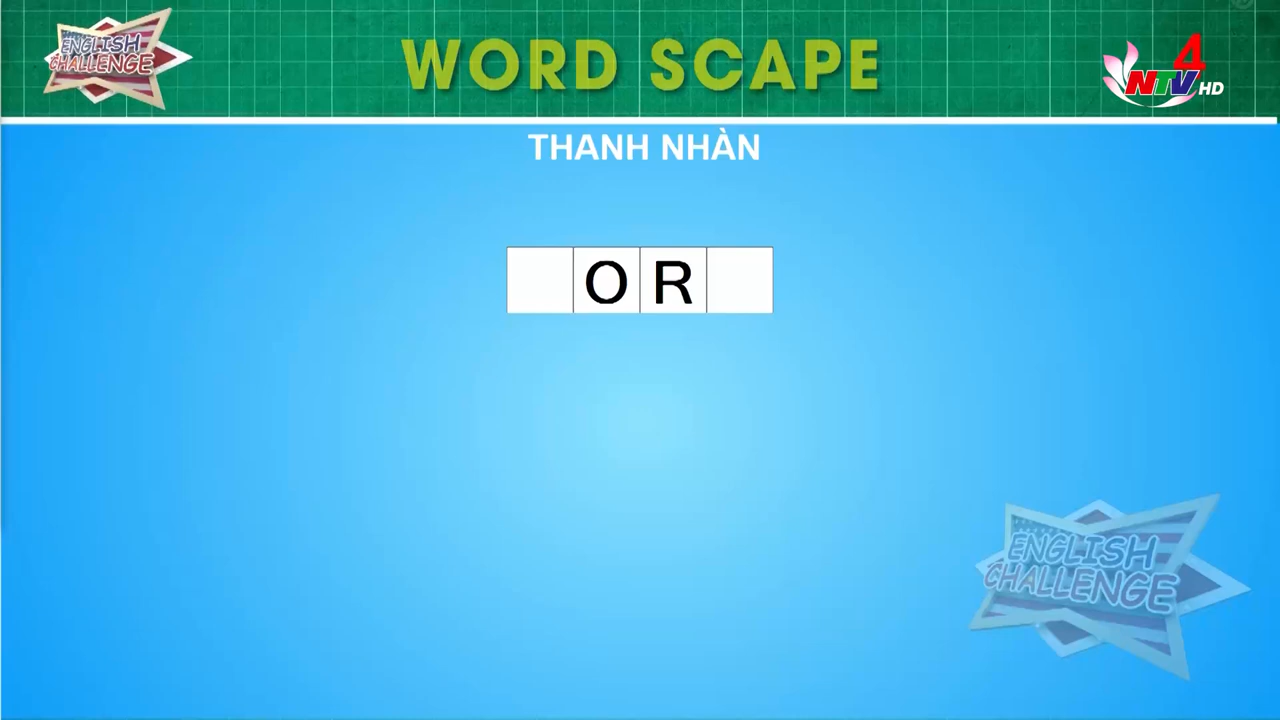 ENGLISH
CHALLENGE
WORD SCAPE
4
NTV HD
THANH NHÀN
O R
ENGLISH
CHALLENGE